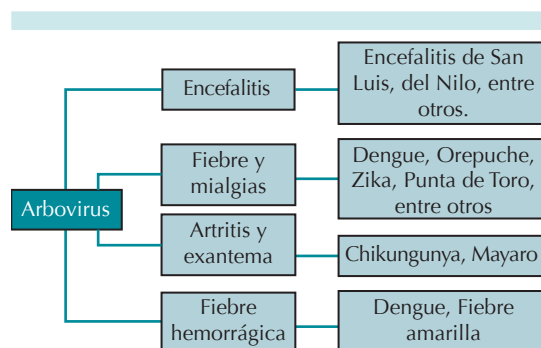 Arbovirus
Encefalitis
Encefalitis de San
Luis, del Nilo, entre
otros.
Fiebre y
mialgias
Dengue, Orepuche,
Zika, Punta de Toro,
entre otros
Artritis y
exantema
Chikungunya, Mayaro
Fiebre
hemorrágica
Dengue, Fiebre
amarilla